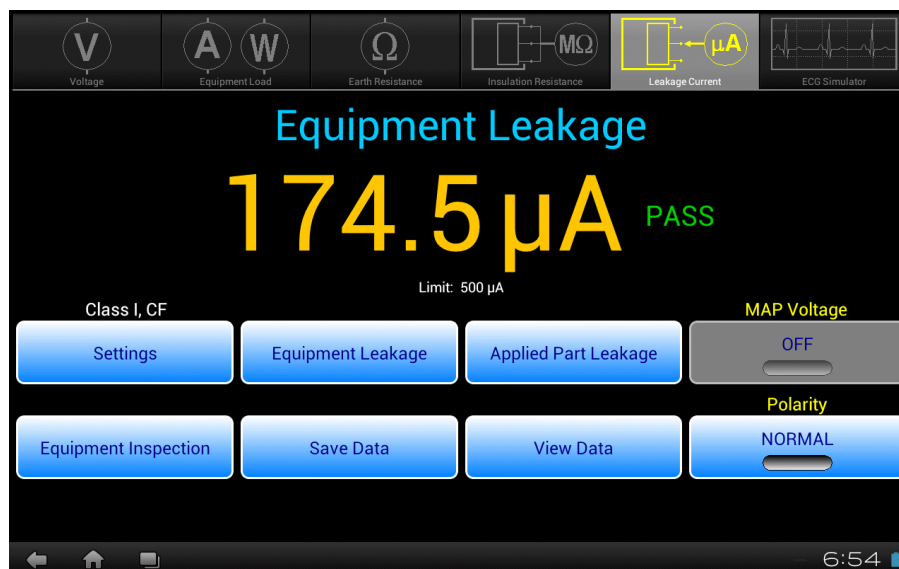 V A W Ω MΩ µA
Voltage Equipment Load Earth Resistance Insulation Resistance Leakage Current ECG Simulator
Equipment Leakage
174.5 µA PASS
Limit: 500 µA
Class I, CF MAP Voltage
Settings Equipment Leakage Applied Part Leakage OFF
Polarity
Equipment Inspection Save Data View Data NORMAL
6:54